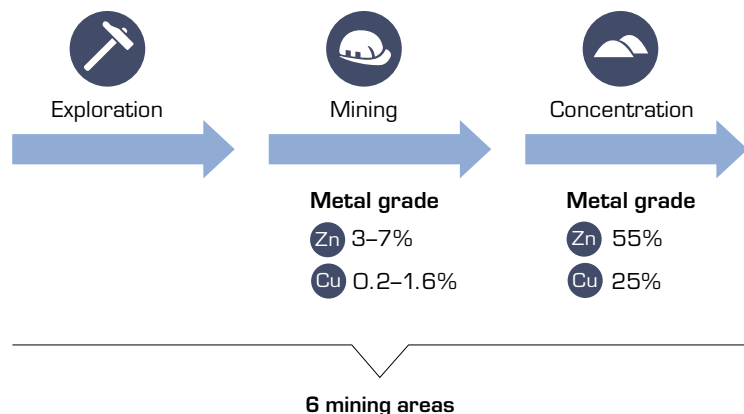 Exploration
Mining
Concentration
Metal grade
Zn 3–7%
Cu 0.2–1.6%
Metal grade
Zn 55%
Cu 25%
6 mining areas